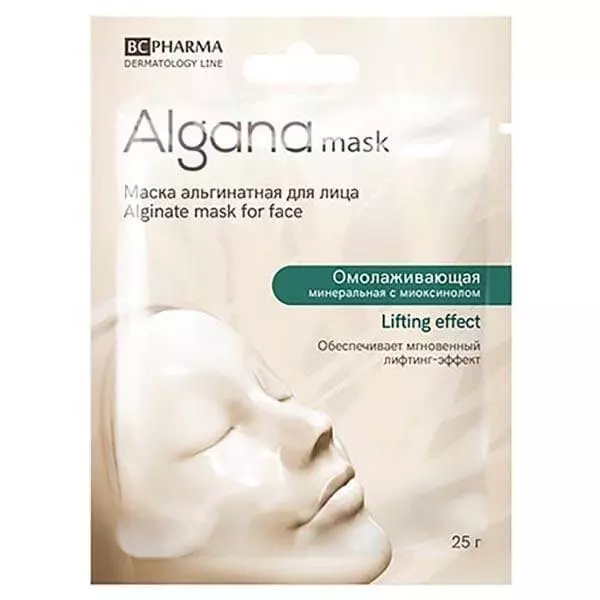 BC PHARMA
DERMATOLOGY LINE
Algana mask
Маска альгинатная для лица
Alginate mask for face
Омолаживающая
минеральная с миоксинолом
Lifting effect
Обеспечивает мгновенный
лифтинг-эффект
25 г